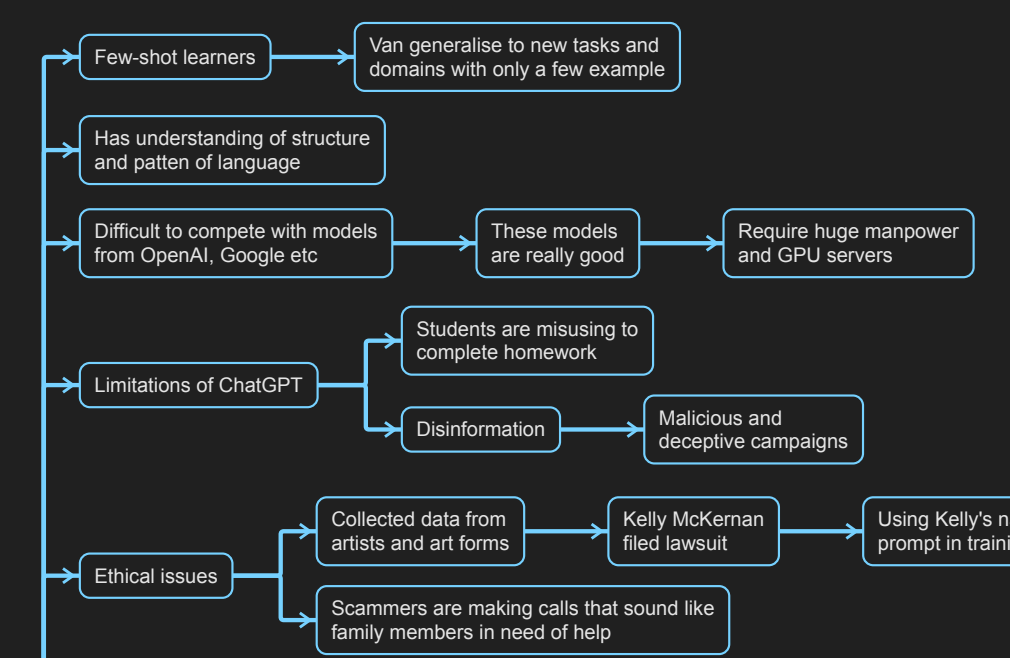 Few-shot learners
Van generalise to new tasks and
domains with only a few example
Has understanding of structure
and patten of language
Difficult to compete with models
from OpenAI, Google etc
These models
are really good
Require huge manpower
and GPU servers
Students are misusing to
complete homework
Limitations of ChatGPT
Disinformation
Malicious and
deceptive campaigns
Collected data from
artists and art forms
Kelly McKernan
filed lawsuit
Using Kelly's
prompt in
Ethical issues
Scammers are making calls that sound like
family members in need of help